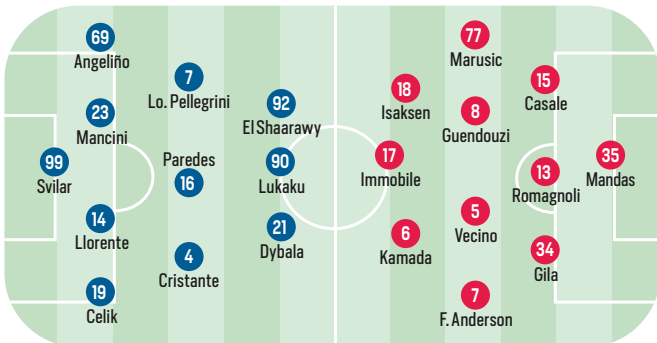 99
Svilar
69
Angeliño
23
Mancini
14
Llorente
19
Celik
7
Lo. Pellegrini
Paredes
16
4
Cristante
92
El Shaarawy
90
Lukaku
21
Dybala
18
Isaksen
17
Immobile
6
Kamada
77
Marusic
8
Guendouzi
5
Vecino
7
F. Anderson
15
Casale
13
Romagnoli
34
Gila
35
Mandas